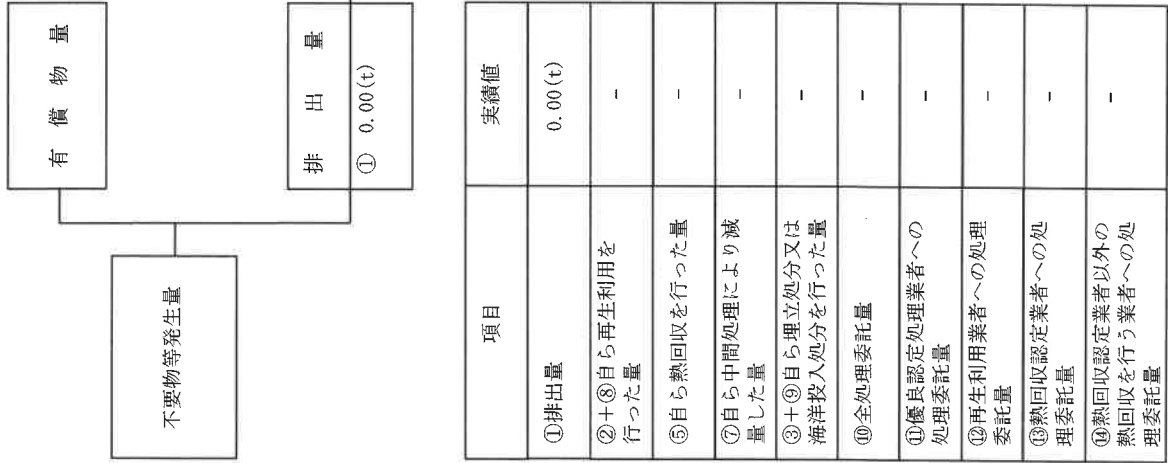 不要物等発生量
有償物量
排出量
① 0.00(t)
項目
実績値
①排出量
0.00(t)
②+⑧自ら再生利用を
行った量
-
⑤自ら熱回収を行った量
-
⑦自ら中間処理により減
量した量
-
③+⑨自ら埋立処分又は
海洋投入処分を行った量
-
⑩全処理委託量
-
⑪優良認定処理業者への
処理委託量
-
⑫再生利用業者への処理
委託量
-
⑬熱回収認定業者への処
理委託量
-
⑭熱回収認定業者以外の
熱回収を行う業者への処
理委託量
-